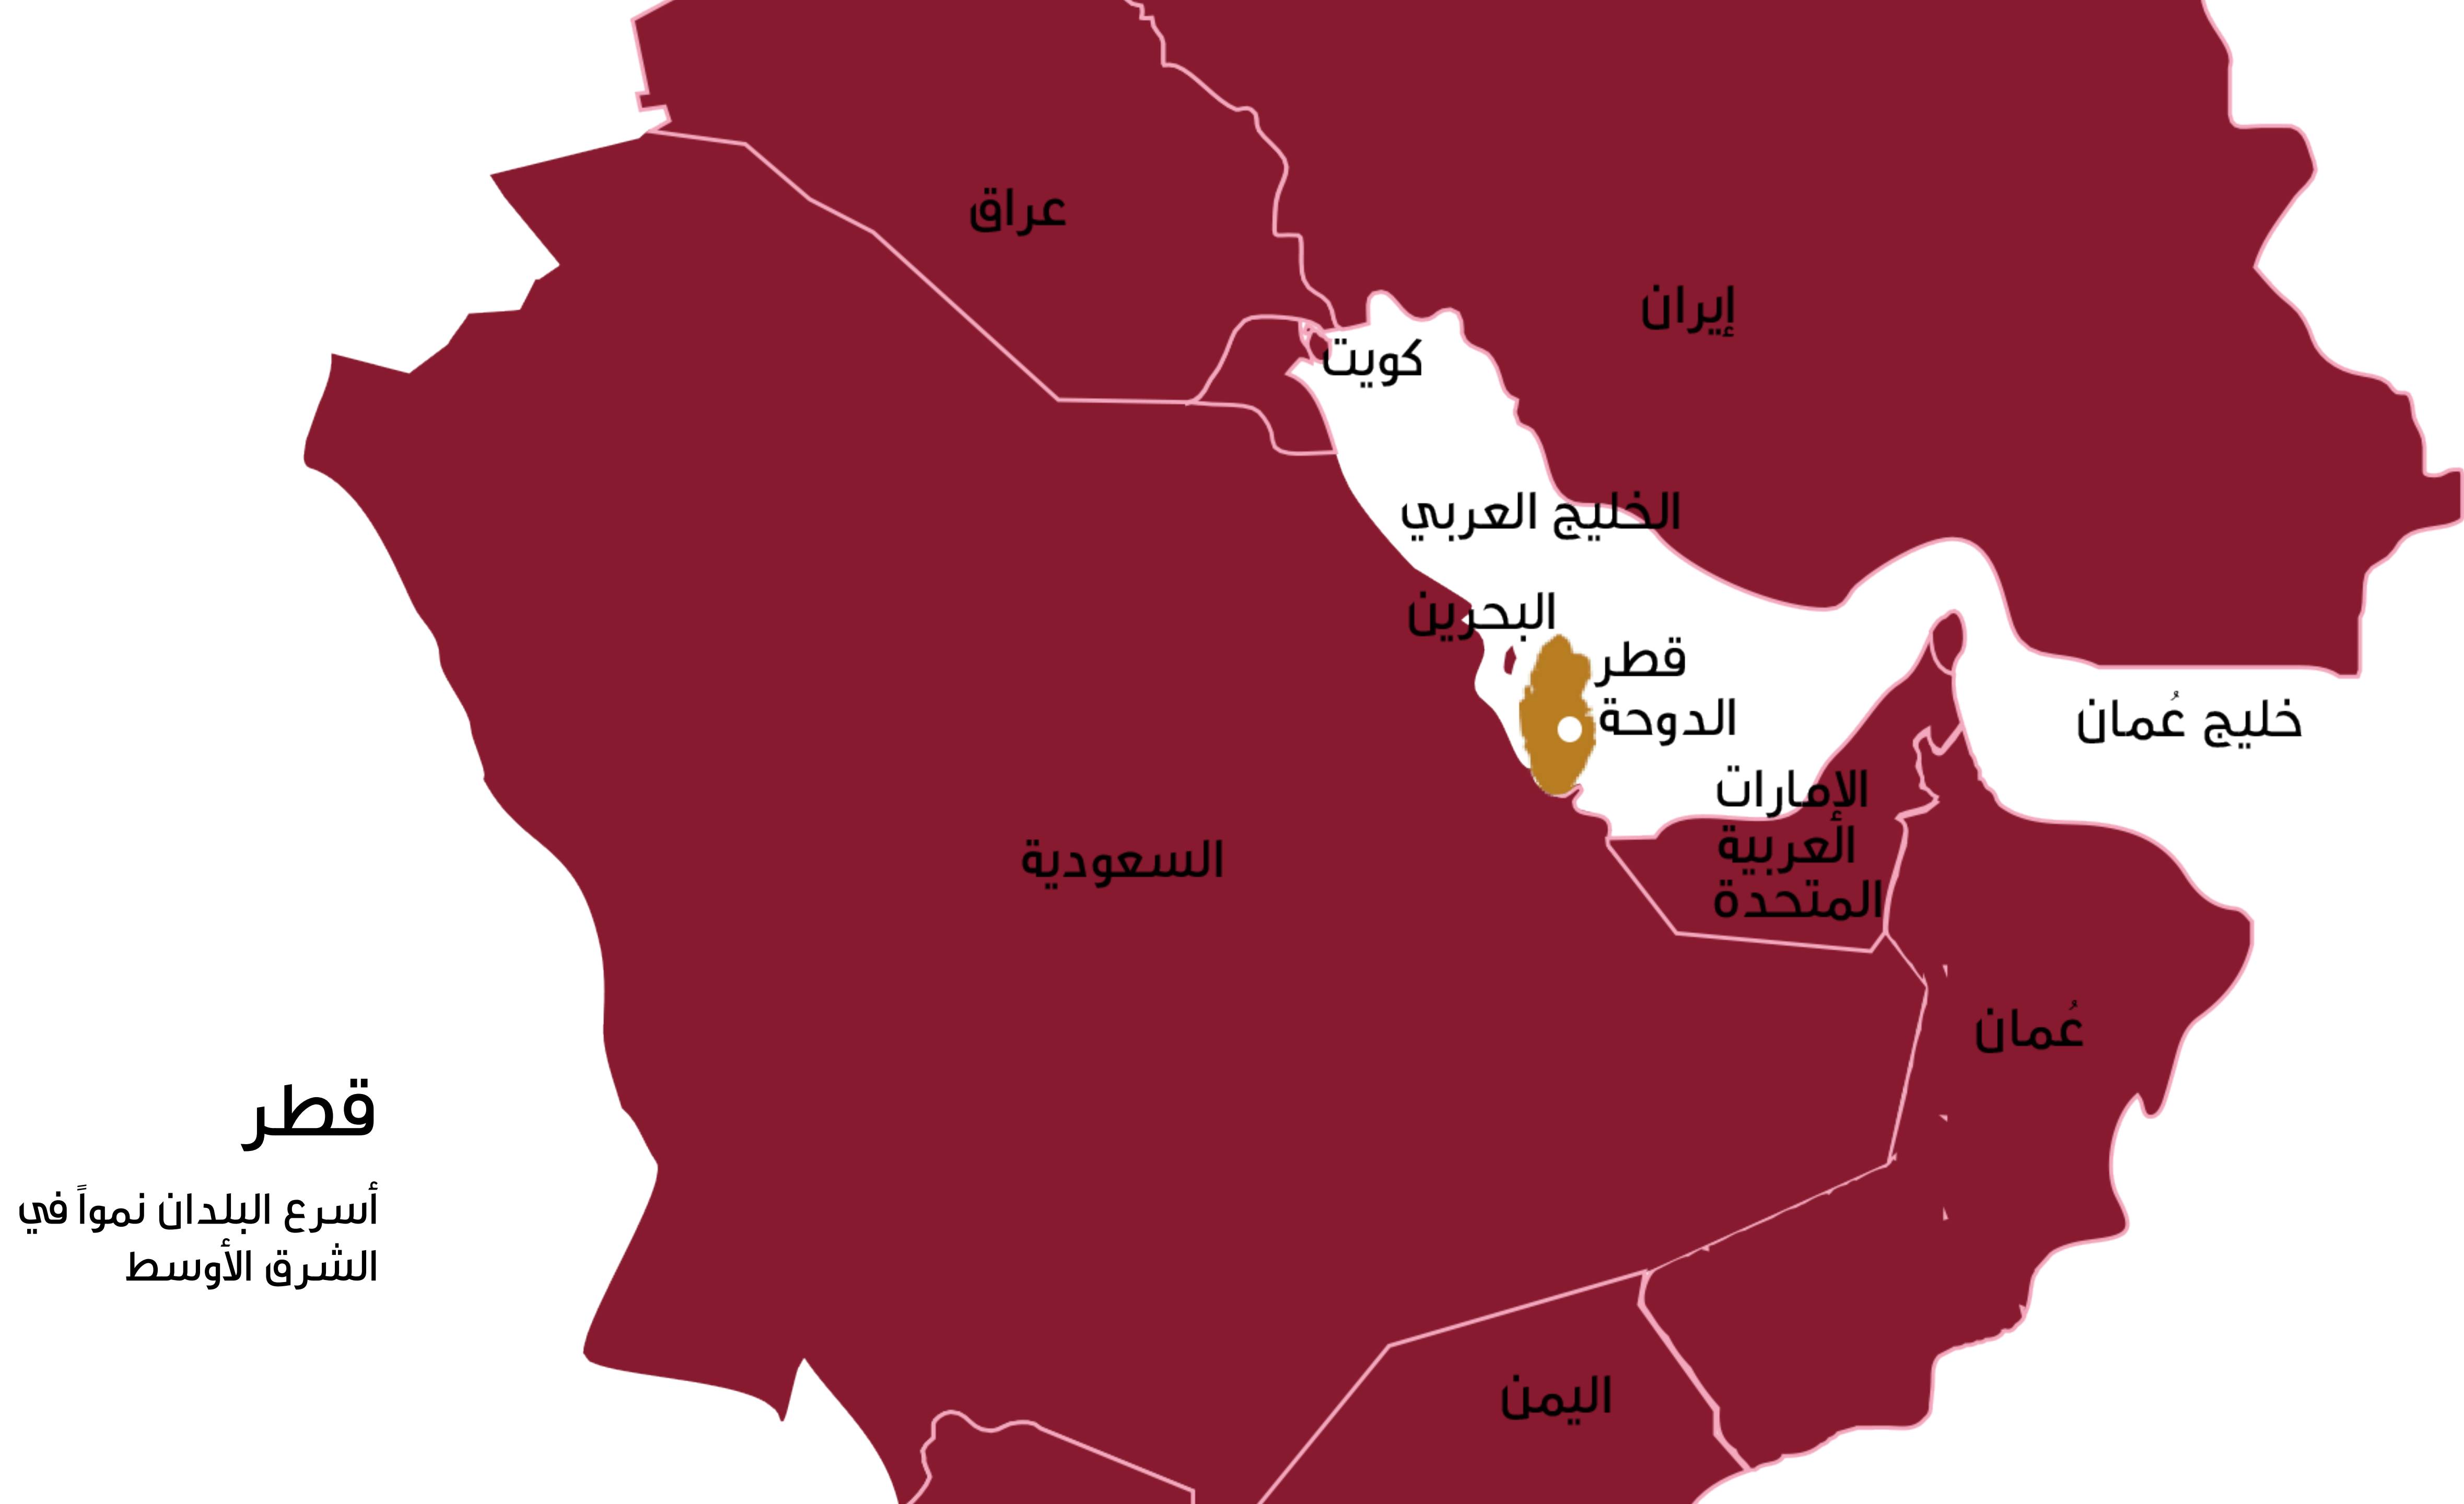 عراق
إيران
كويت
الخليج العربي
البحرين
قطر
الدوحة
خليج عُمان
الإمارات
العربية
المتحدة
السعودية
عُمان
قطر
أسرع البلدان نمواً في
الشرق الأوسط
اليمن